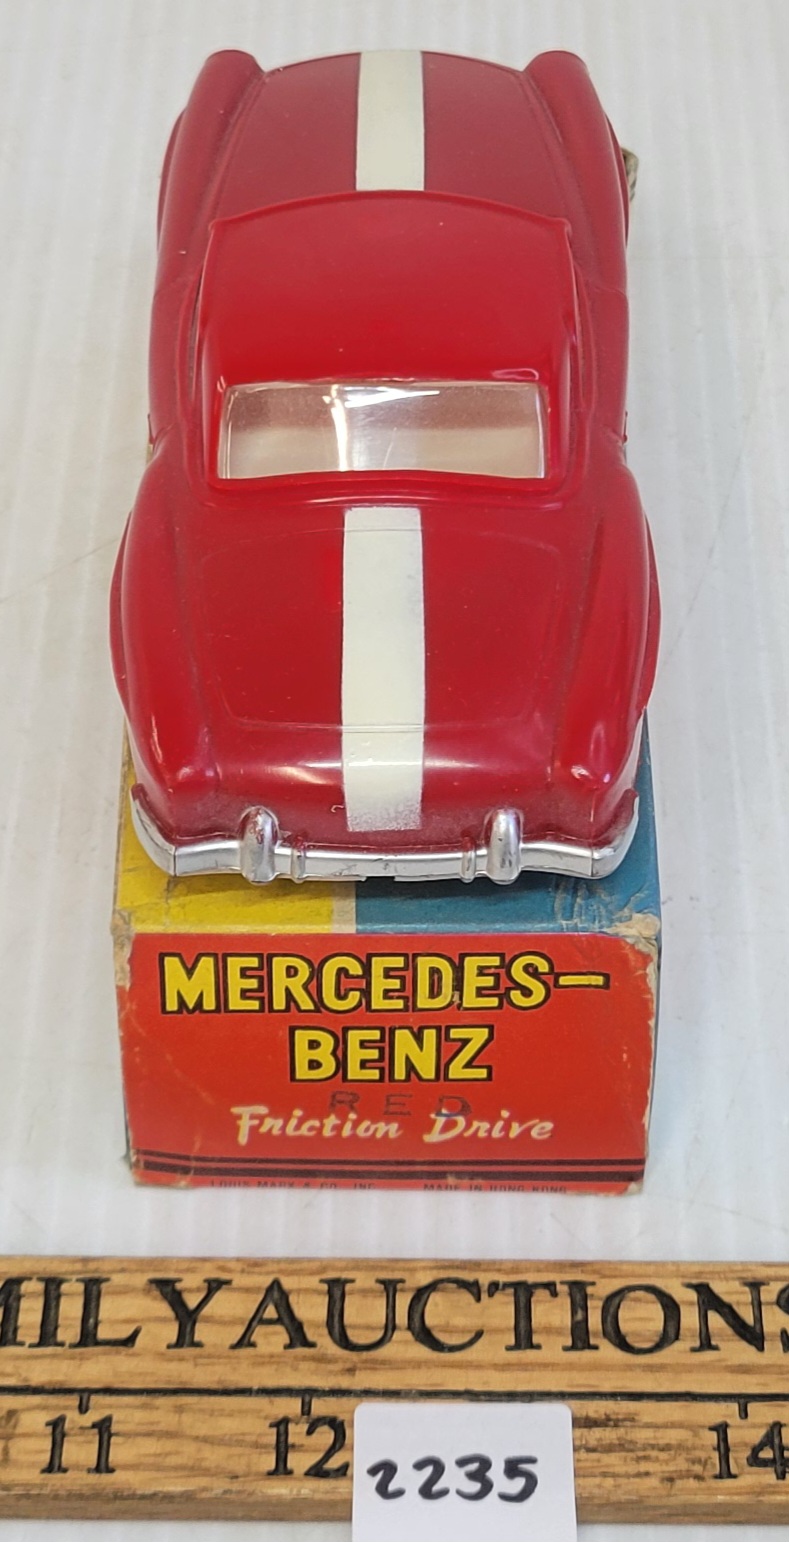 MERCEDES-
BENZ
RED
Friction Drive
LOUIS MARX & CO. INC. MADE IN HONG KONG
MILYAUCTIONS
11 12 14
2235